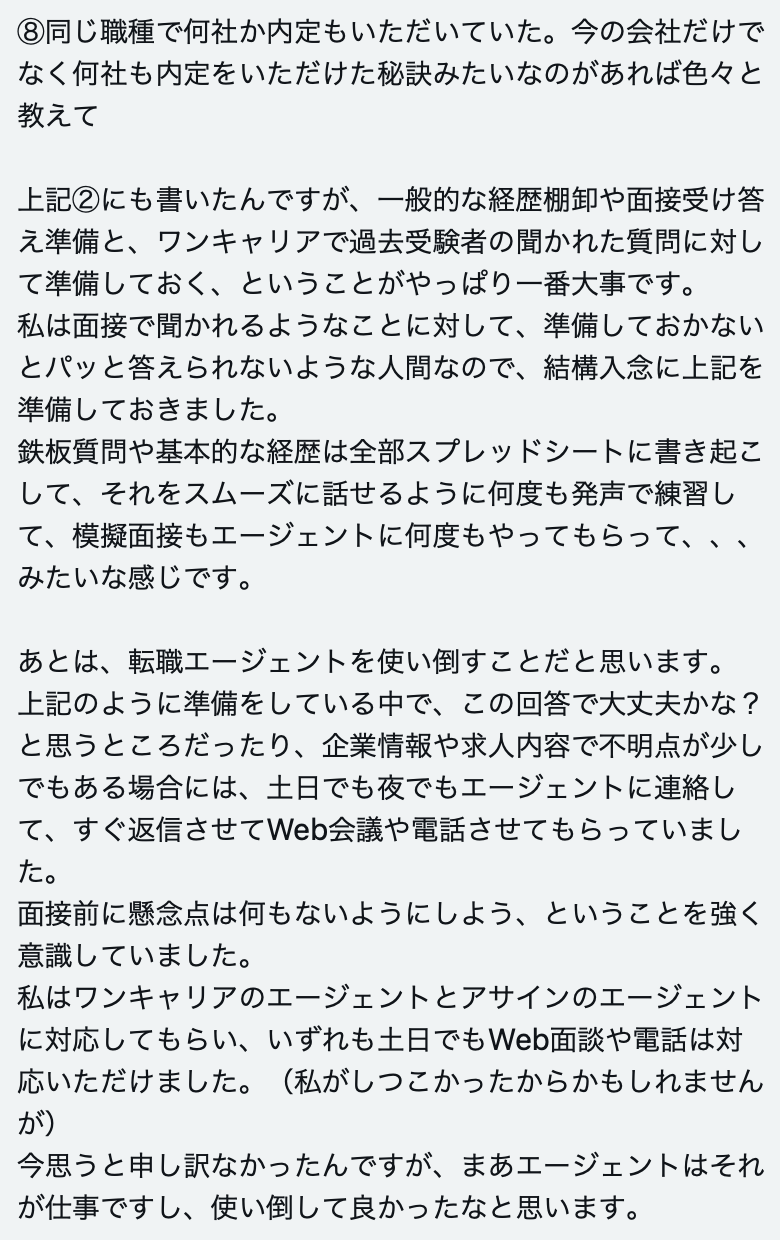 ⑧同じ職種で何社か内定もいただいていた。今の会社だけで
なく何社も内定をいただけた秘訣みたいなのがあれば色々と
教えて
上記②にも書いたんですが、一般的な経歴棚卸や面接受け答
え準備と、ワンキャリアで過去受験者の聞かれた質問に対し
て準備しておく、ということがやっぱり一番大事です。
私は面接で聞かれるようなことに対して、準備しておかない
とパッと答えられないような人間なので、結構入念に上記を
準備しておきました。
鉄板質問や基本的な経歴は全部スプレッドシートに書き起こ
して、それをスムーズに話せるように何度も発声で練習し
て、模擬面接もエージェントに何度もやってもらって、、、
みたいな感じです。
あとは、転職エージェントを使い倒すことだと思います。
上記のように準備をしている中で、この回答で大丈夫かな？
と思うところだったり、企業情報や求人内容で不明点が少し
でもある場合には、土日でも夜でもエージェントに連絡し
て、すぐ返信させてWeb会議や電話させてもらっていまし
た。
面接前に懸念点は何もないようにしよう、ということを強く
意識していました。
私はワンキャリアのエージェントとアサインのエージェント
に対応してもらい、いずれも土日でもWeb面談や電話は対
応いただけました。（私がしつこかったからかもしれません
が）
今思うと申し訳なかったんですが、まあエージェントはそれ
が仕事ですし、使い倒して良かったなと思います。